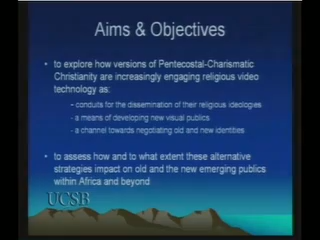 Aims & Objectives
• to explore how versions of Pentecostal-Charismatic
Christianity are increasingly engaging religious video
technology as:
- conduits for the dissemination of their religious ideologies
- a means of developing new visual publics
- a channel towards negotiating old and new identities
• to assess how and to what extent these alternative
strategies impact on old and the new emerging publics
within Africa and beyond
UCSB